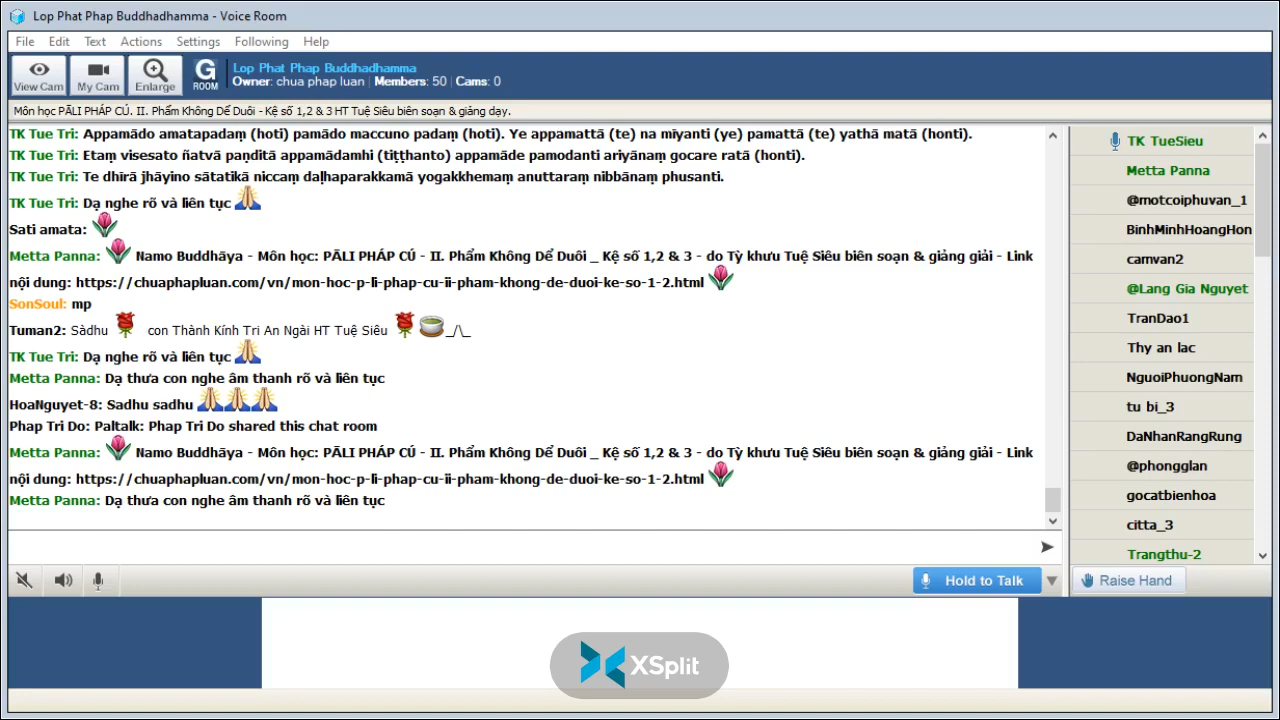 Lop Phat Phap Buddhadhamma - Voice Room
File Edit Text Actions Settings Following Help
View Cam My Cam Enlarge G ROOM
Lop Phat Phap Buddhadhamma
Owner: chua phap luan | Members: 50 | Cams: 0
Môn học PĀLI PHÁP CÚ. II. Phẩm Không Dể Duôi - Kệ số 1,2 & 3 HT Tuệ Siêu biên soạn & giảng dạy.
TK Tue Tri: Appamādo amatapadaṃ (hoti) pamādo maccuno padaṃ (hoti). Ye appamattā (te) na mīyanti (ye) pamattā (te) yathā matā (honti).
TK Tue Tri: Etaṃ visesato ñatvā paṇḍitā appamādamhi (tiṭṭhanto) appamāde pamodanti ariyānaṃ gocare ratā (honti).
TK Tue Tri: Te dhīrā jhāyino sātatikā niccaṃ daḷhaparakkamā yogakkhemaṃ anuttaraṃ nibbānaṃ phusanti.
TK Tue Tri: Dạ nghe rõ và liên tục
Sati amata:
Metta Panna: Namo Buddhāya - Môn học: PĀLI PHÁP CÚ - II. Phẩm Không Dể Duôi _ Kệ số 1,2 & 3 - do Tỳ khưu Tuệ Siêu biên soạn & giảng giải - Link
nội dung: https://chuaphapluan.com/vn/mon-hoc-p-li-phap-cu-ii-pham-khong-de-duoi-ke-so-1-2.html
SonSoul: mp
Tuman2: Sàdhu con Thành Kính Tri An Ngài HT Tuệ Siêu _/\_
TK Tue Tri: Dạ nghe rõ và liên tục
Metta Panna: Dạ thưa con nghe âm thanh rõ và liên tục
HoaNguyet-8: Sadhu sadhu
Phap Tri Do: Paltalk: Phap Tri Do shared this chat room
Metta Panna: Namo Buddhāya - Môn học: PĀLI PHÁP CÚ - II. Phẩm Không Dể Duôi _ Kệ số 1,2 & 3 - do Tỳ khưu Tuệ Siêu biên soạn & giảng giải - Link
nội dung: https://chuaphapluan.com/vn/mon-hoc-p-li-phap-cu-ii-pham-khong-de-duoi-ke-so-1-2.html
Metta Panna: Dạ thưa con nghe âm thanh rõ và liên tục
TK TueSieu
Metta Panna
@motcoiphuvan_1
BinhMinhHoangHon
camvan2
@Lang Gia Nguyet
TranDao1
Thy an lac
NguoiPhuongNam
tu bi_3
DaNhanRangRung
@phongglan
gocatbienhoa
citta_3
Trangthu-2
Hold to Talk
Raise Hand
XSplit